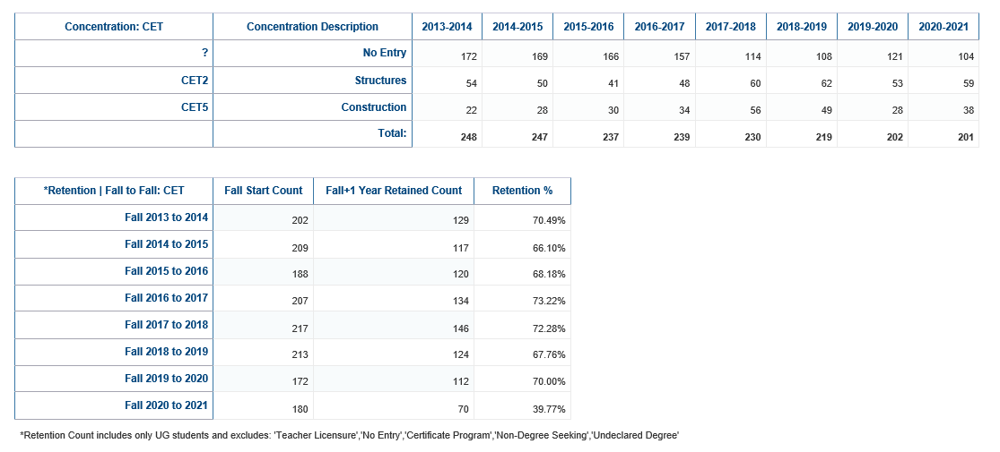 Concentration: CET Concentration Description 2013-2014 2014-2015 2015-2016 2016-2017 2017-2018 2018-2019 2019-2020 2020-2021
? No Entry 172 169 166 157 114 108 121 104
CET2 Structures 54 50 41 48 60 62 53 59
CET5 Construction 22 28 30 34 56 49 28 38
Total: 248 247 237 239 230 219 202 201
*Retention | Fall to Fall: CET Fall Start Count Fall+1 Year Retained Count Retention %
Fall 2013 to 2014 202 129 70.49%
Fall 2014 to 2015 209 117 66.10%
Fall 2015 to 2016 188 120 68.18%
Fall 2016 to 2017 207 134 73.22%
Fall 2017 to 2018 217 146 72.28%
Fall 2018 to 2019 213 124 67.76%
Fall 2019 to 2020 172 112 70.00%
Fall 2020 to 2021 180 70 39.77%
*Retention Count includes only UG students and excludes: 'Teacher Licensure','No Entry','Certificate Program','Non-Degree Seeking','Undeclared Degree'